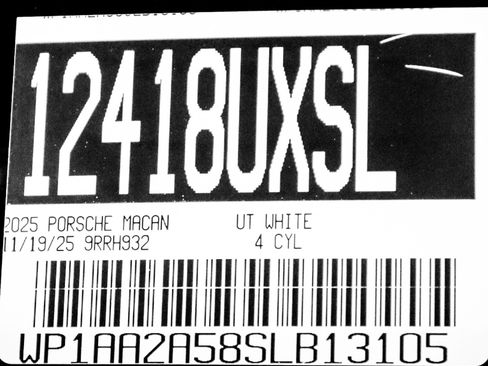 12418UXSL
2025 PORSCHE MACAN UT WHITE
11/19/25 9RRH932 4 CYL
WP1AA2A58SLB13105